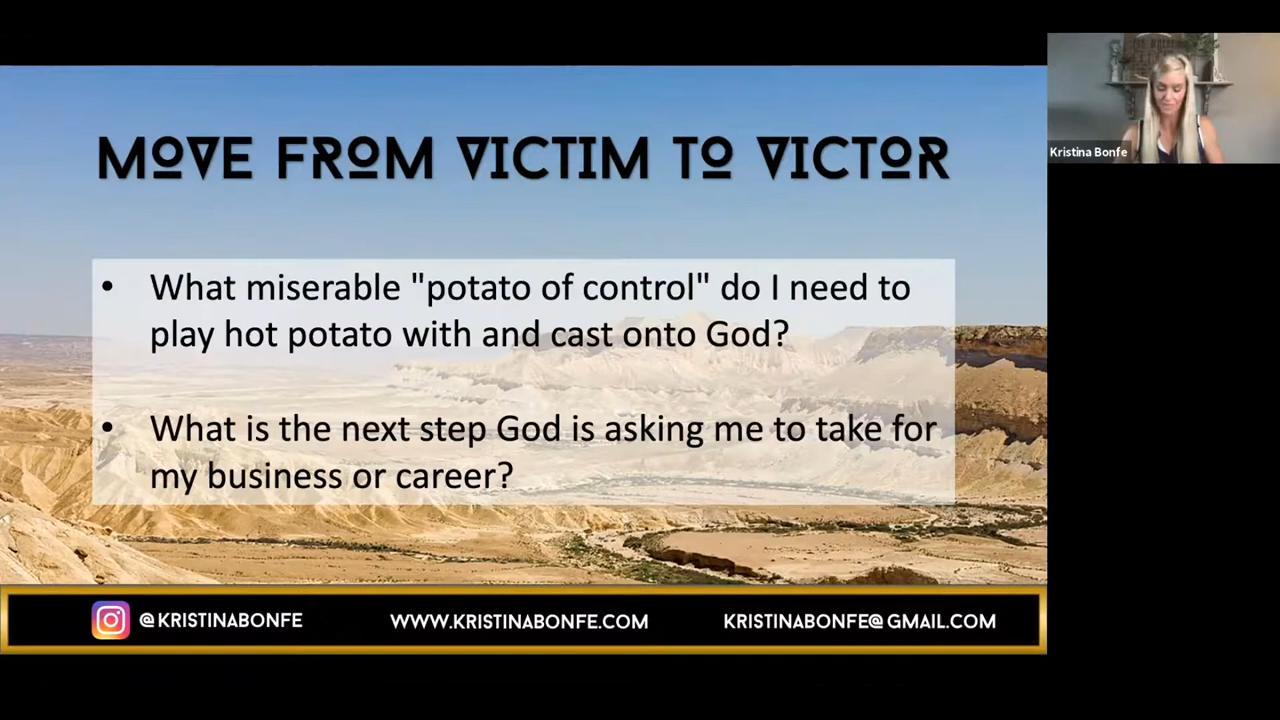 MOVE FROM VICTIM TO VICTOR
• What miserable "potato of control" do I need to
play hot potato with and cast onto God?
• What is the next step God is asking me to take for
my business or career?
@KRISTINABONFE
WWW.KRISTINABONFE.COM
KRISTINABONFE@GMAIL.COM
Kristina Bonfe